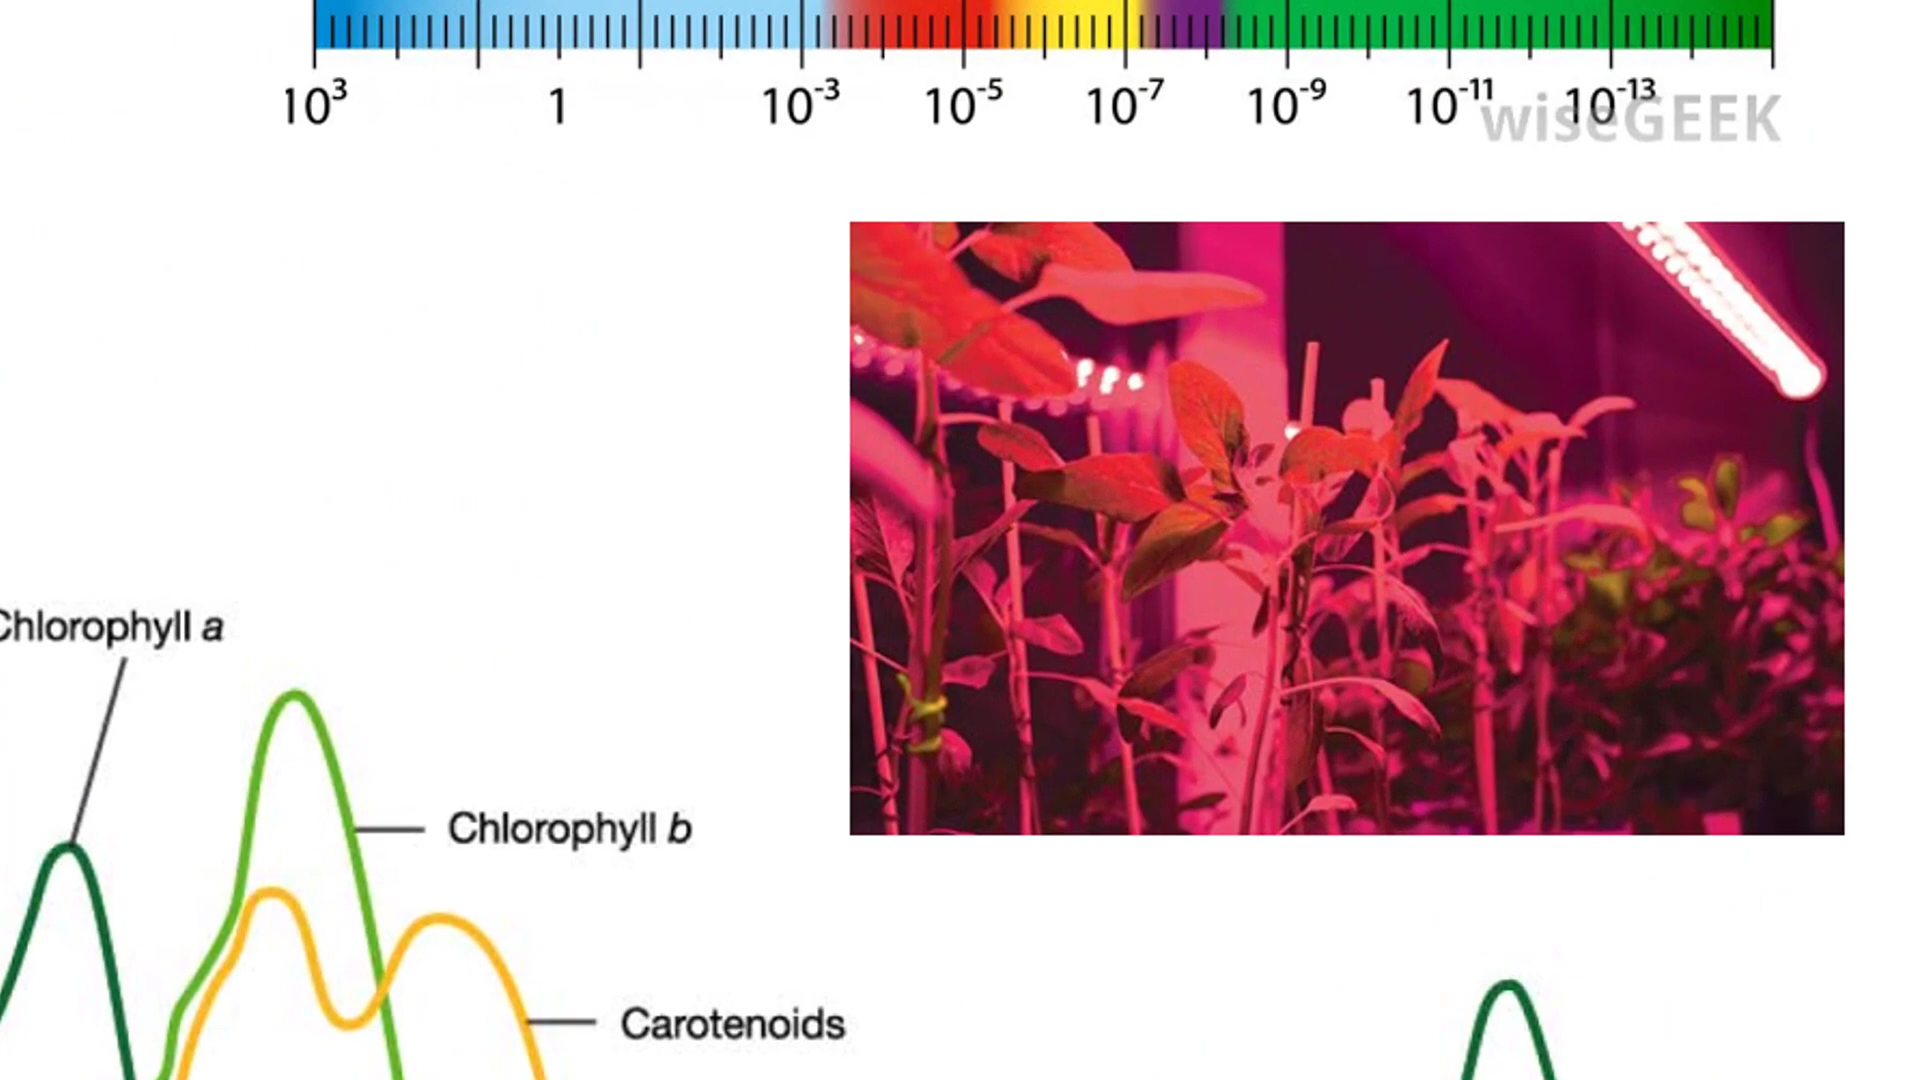 10³ 1 10⁻³ 10⁻⁵ 10⁻⁷ 10⁻⁹ 10⁻¹¹ 10⁻¹³
wiseGEEK
Chlorophyll a
Chlorophyll b
Carotenoids